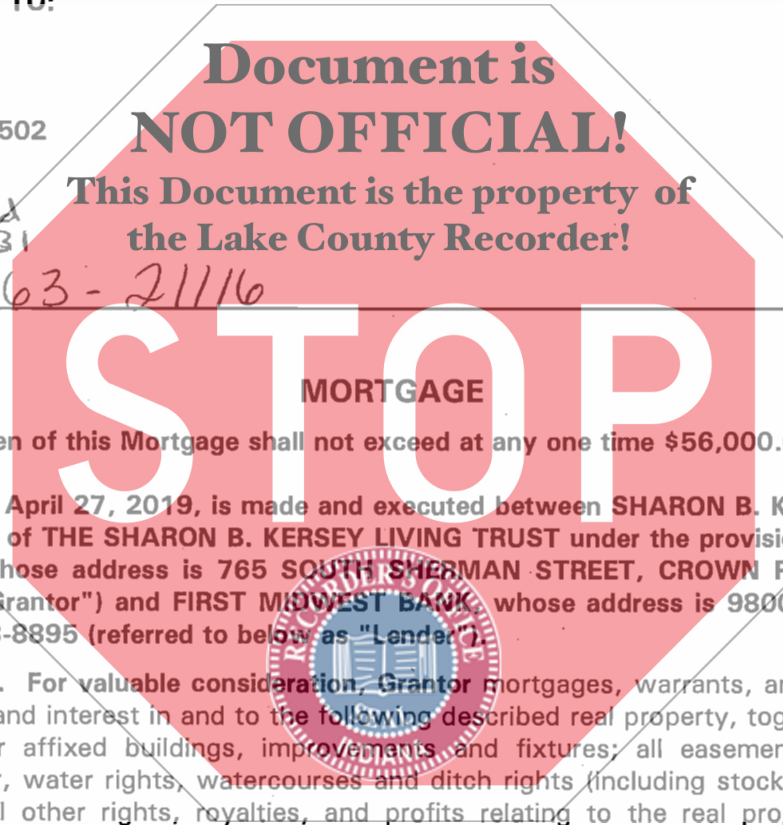 TO:
Document is
NOT OFFICIAL!
502
This Document is the property of
d
31
the Lake County Recorder!
63 - 21116
STOP
MORTGAGE
en of this Mortgage shall not exceed at any one time $56,000.
April 27, 2019, is made and executed between SHARON B. K
of THE SHARON B. KERSEY LIVING TRUST under the provisi
hose address is 765 SOUTH SHERMAN STREET, CROWN P
Grantor") and FIRST MIDWEST BANK, whose address is 9800
-8895 (referred to below as "Lender").
RECORDER'S OFFICE
. For valuable consideration, Grantor mortgages, warrants, an
and interest in and to the following described real property, tog
r affixed buildings, improvements and fixtures; all easemen
INDIANA
, water rights, watercourses and ditch rights (including stock
l other rights, royalties, and profits relating to the real pro